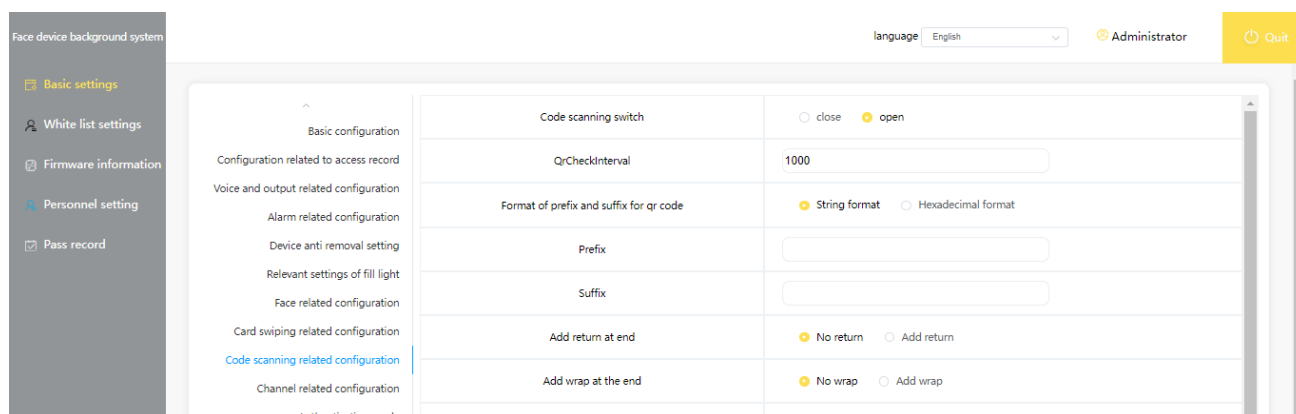 Face device background system
language English
Administrator
Quit
Basic settings
White list settings
Firmware information
Personnel setting
Pass record
Basic configuration
Configuration related to access record
Voice and output related configuration
Alarm related configuration
Device anti removal setting
Relevant settings of fill light
Face related configuration
Card swiping related configuration
Code scanning related configuration
Channel related configuration
Code scanning switch close open
QrCheckInterval 1000
Format of prefix and suffix for qr code String format Hexadecimal format
Prefix
Suffix
Add return at end No return Add return
Add wrap at the end No wrap Add wrap